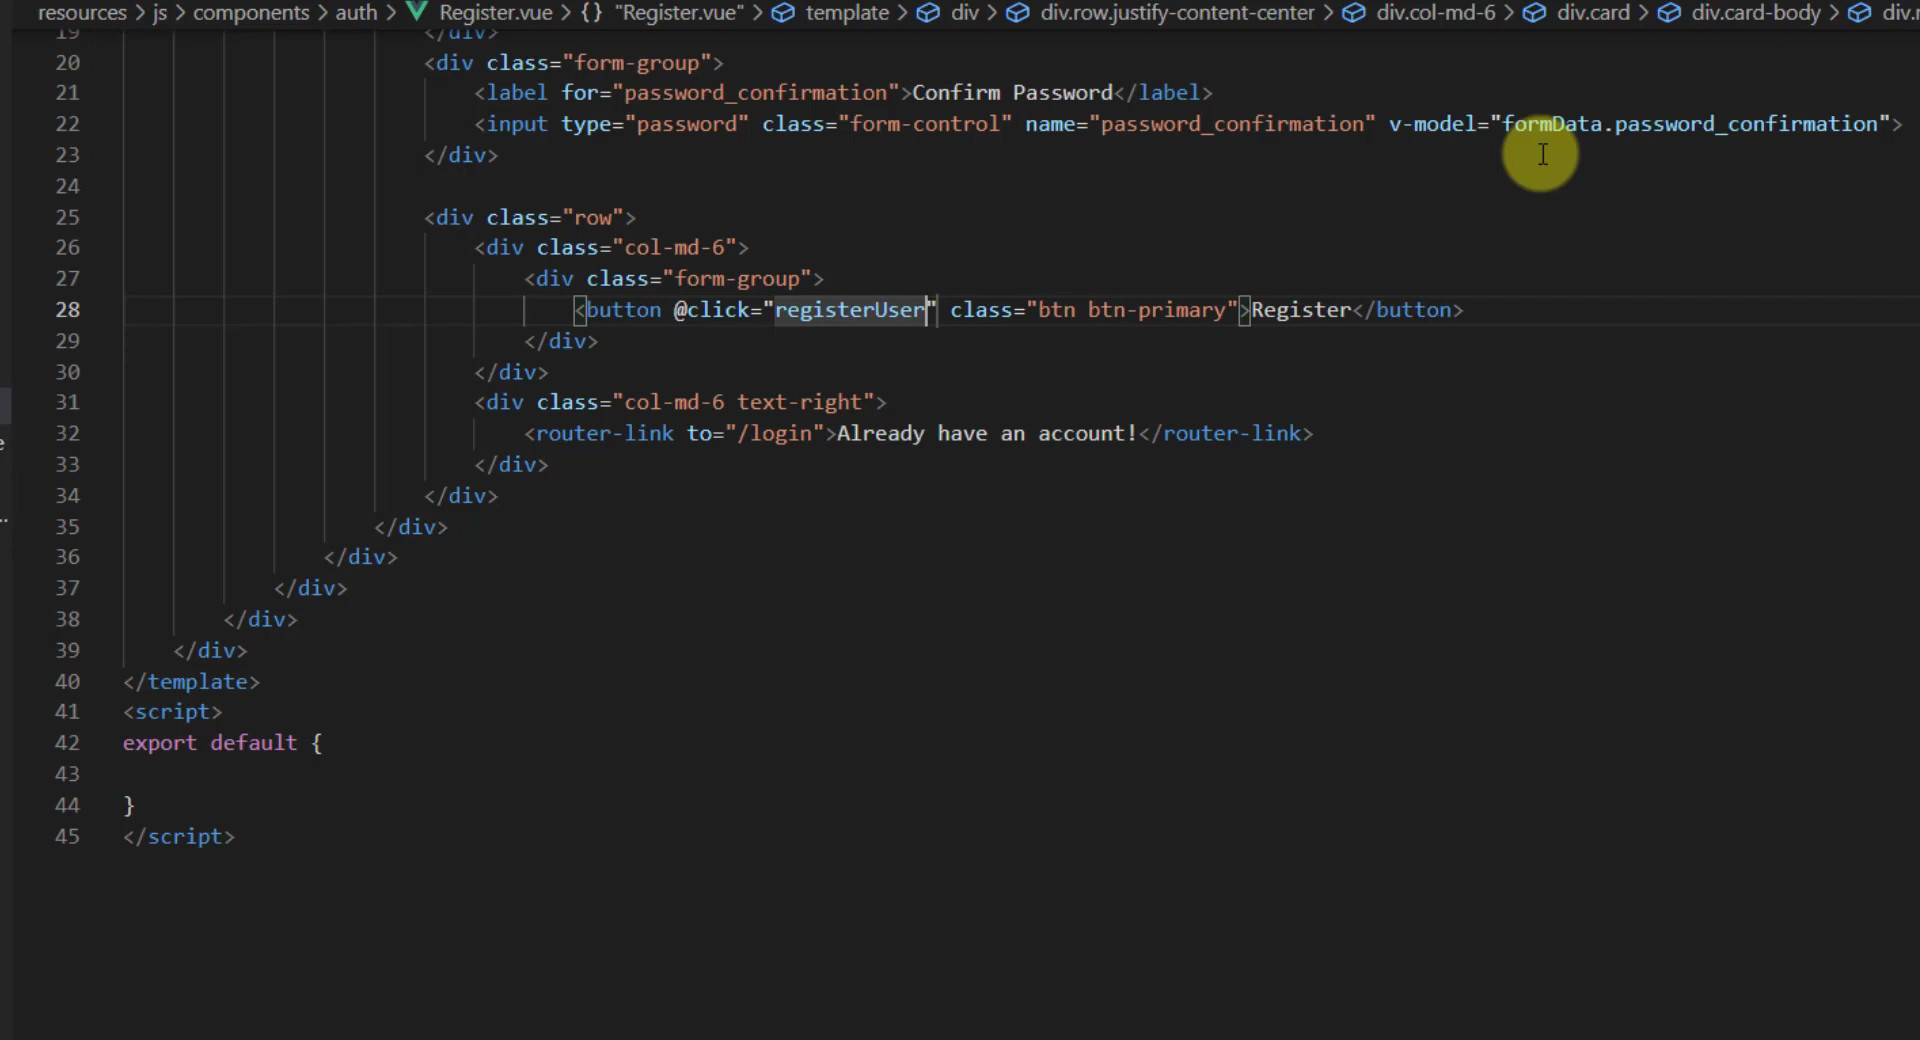 resources > js > components > auth > Register.vue > {} "Register.vue" > template > div > div.row.justify-content-center > div.col-md-6 > div.card > div.card-body >
19 </div>
20 <div class="form-group">
21 <label for="password_confirmation">Confirm Password</label>
22 <input type="password" class="form-control" name="password_confirmation" v-model="formData.password_confirmation">
23 </div>
24
25 <div class="row">
26 <div class="col-md-6">
27 <div class="form-group">
28 <button @click="registerUser" class="btn btn-primary">Register</button>
29 </div>
30 </div>
31 <div class="col-md-6 text-right">
32 <router-link to="/login">Already have an account!</router-link>
33 </div>
34 </div>
35 </div>
36 </div>
37 </div>
38 </div>
39 </div>
40 </template>
41 <script>
42 export default {
43
44 }
45 </script>